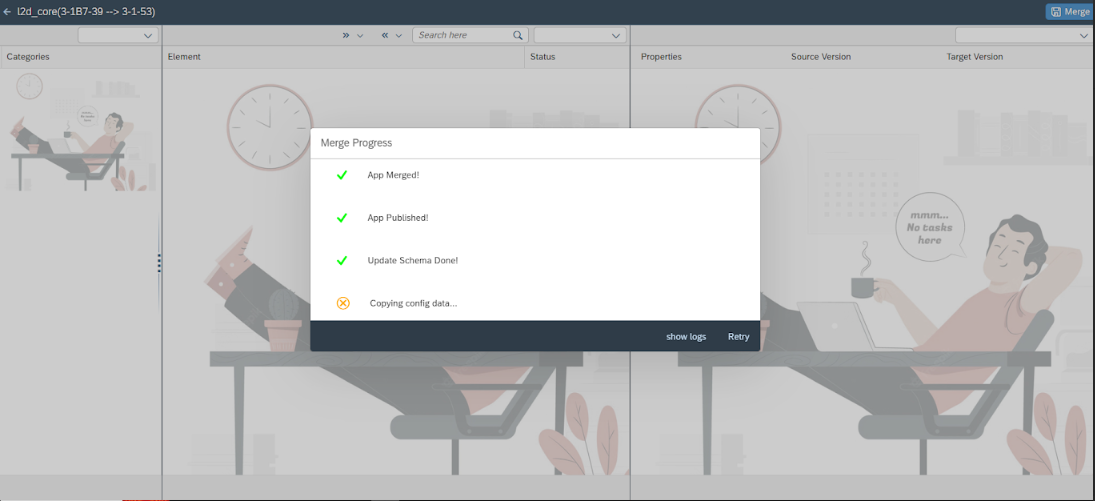 l2d_core(3-1B7-39 --> 3-1-53)
Merge
Search here
Categories
Element
Status
Properties
Source Version
Target Version
Merge Progress
App Merged!
App Published!
Update Schema Done!
Copying config data...
show logs
Retry
mmm...
No tasks
here